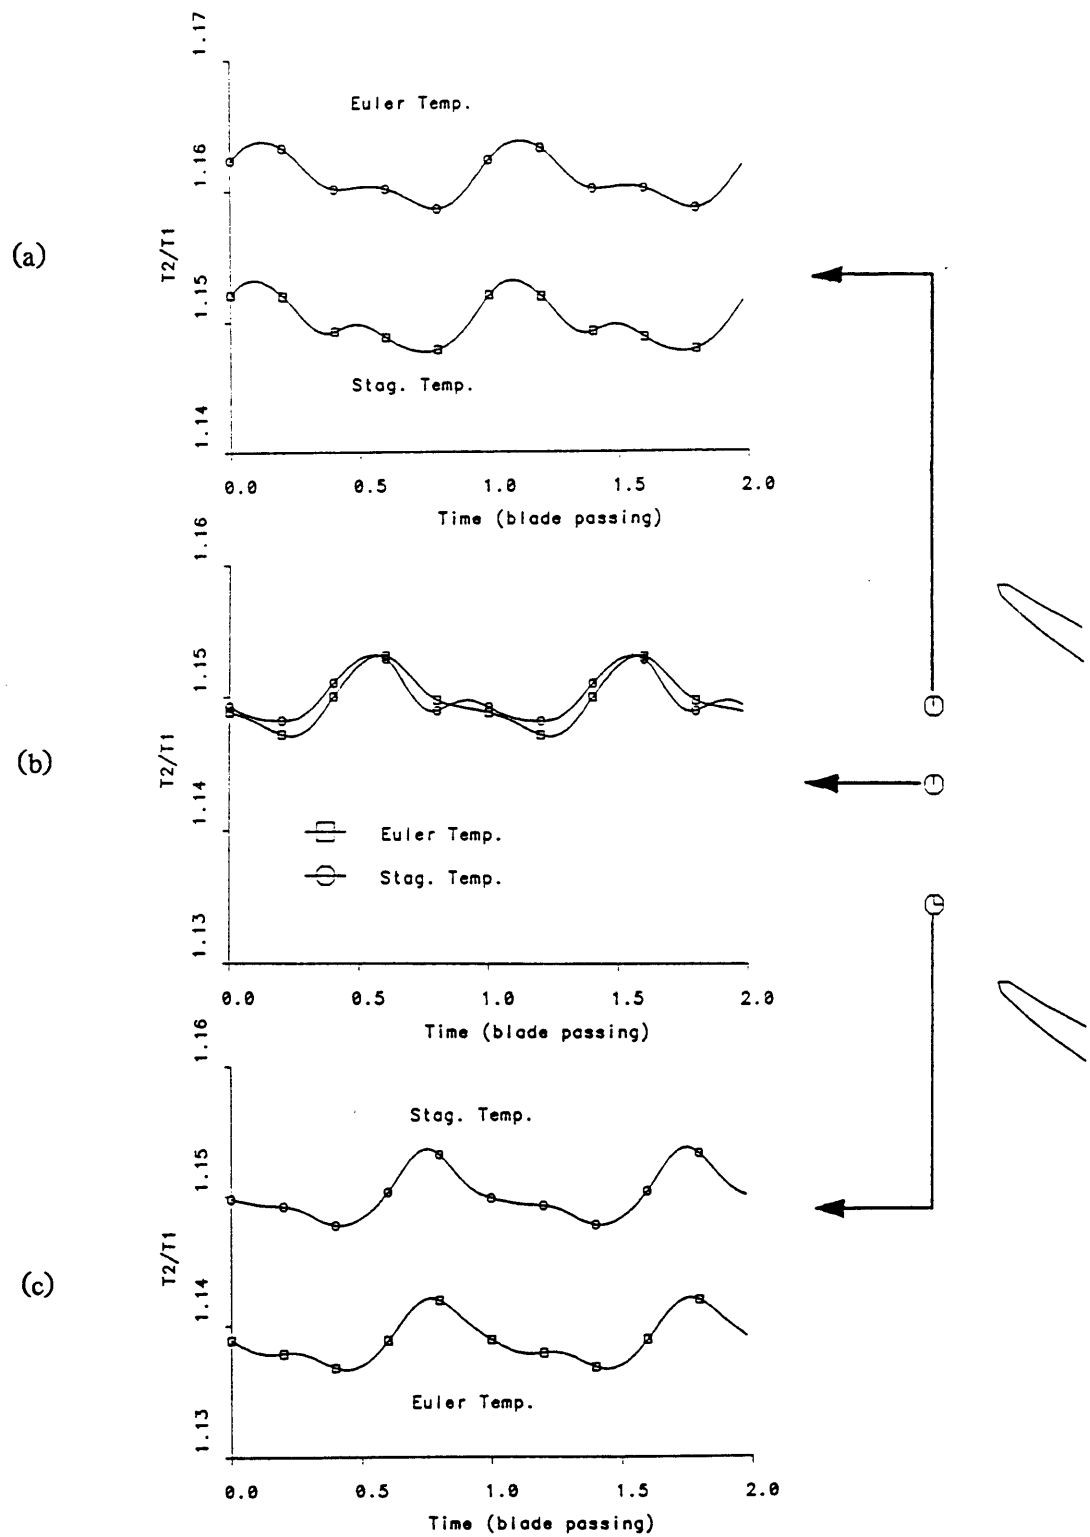 (a)
T2/T1
1.17
1.16
1.15
1.14
Euler Temp.
Stag. Temp.
0.0 0.5 1.0 1.5 2.0
Time (blade passing)
(b)
T2/T1
1.16
1.15
1.14
1.13
Euler Temp.
Stag. Temp.
0.0 0.5 1.0 1.5 2.0
Time (blade passing)
(c)
T2/T1
1.16
1.15
1.14
1.13
Stag. Temp.
Euler Temp.
0.0 0.5 1.0 1.5 2.0
Time (blade passing)